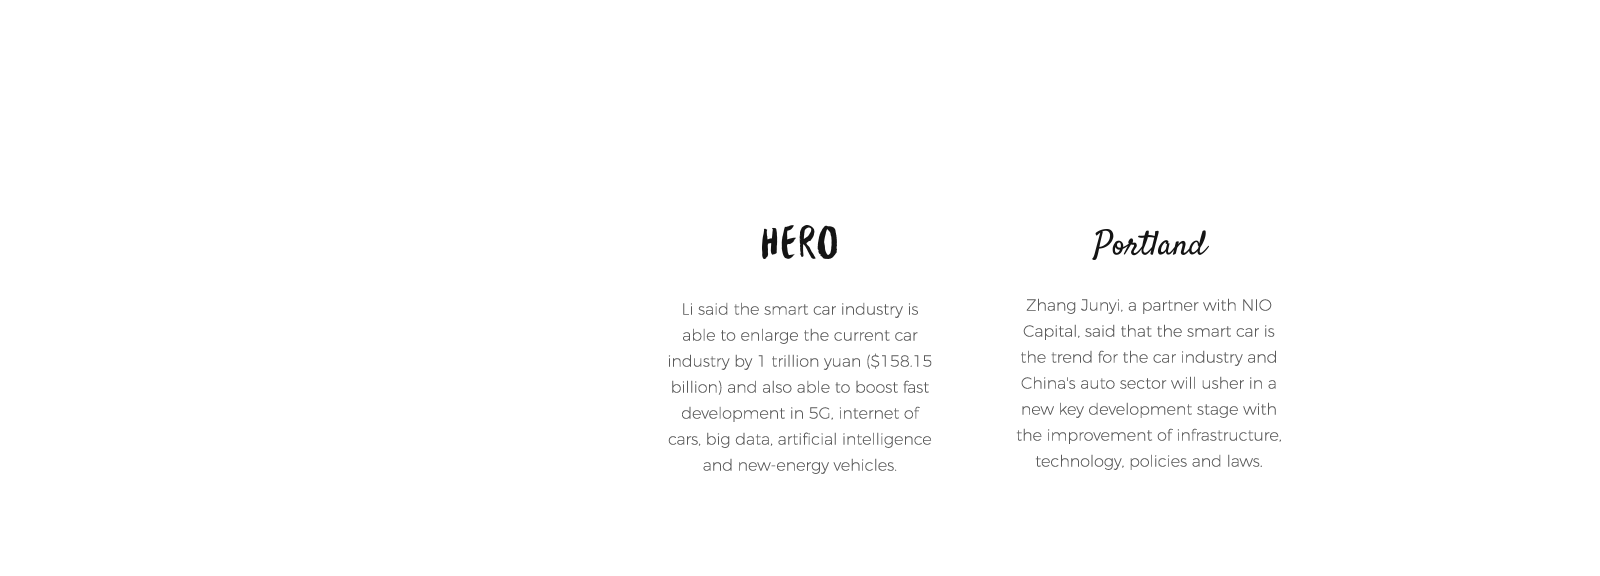 HERO
Li said the smart car industry is
able to enlarge the current car
industry by 1 trillion yuan ($158.15
billion) and also able to boost fast
development in 5G, internet of
cars, big data, artificial intelligence
and new-energy vehicles.
Portland
Zhang Junyi, a partner with NIO
Capital, said that the smart car is
the trend for the car industry and
China's auto sector will usher in a
new key development stage with
the improvement of infrastructure,
technology, policies and laws.